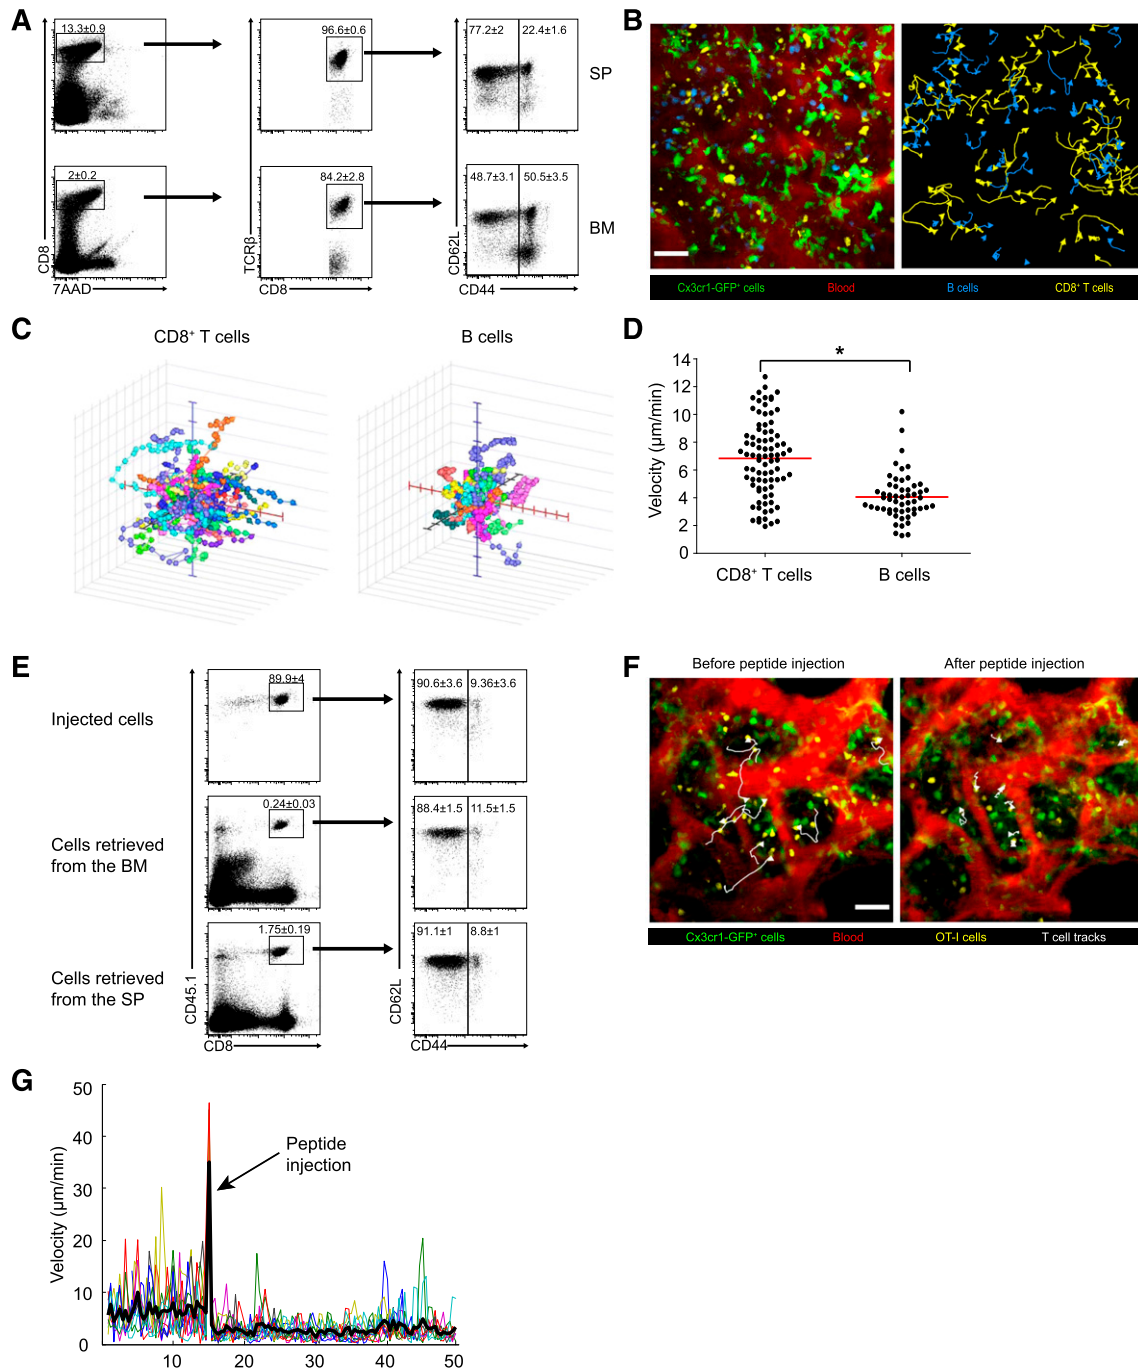 A
13.3±0.9
96.6±0.6
77.2±2 22.4±1.6
SP
2±0.2
84.2±2.8
48.7±3.1 50.5±3.5
BM
CD8
7AAD
TCRβ
CD8
CD62L
CD44
B
Cx3cr1-GFP⁺ cells Blood B cells CD8⁺ T cells
C
CD8⁺ T cells B cells
D
*
Velocity (µm/min)
14
12
10
8
6
4
2
0
CD8⁺ T cells B cells
E
Injected cells
89.9±4
90.6±3.6 9.36±3.6
Cells retrieved
from the BM
0.24±0.03
88.4±1.5 11.5±1.5
Cells retrieved
from the SP
1.75±0.19
91.1±1 8.8±1
CD45.1
CD8
CD62L
CD44
F
Before peptide injection After peptide injection
Cx3cr1-GFP⁺ cells Blood OT-I cells T cell tracks
G
Velocity (µm/min)
50
40
30
20
10
0
Peptide
injection
10 20 30 40 50